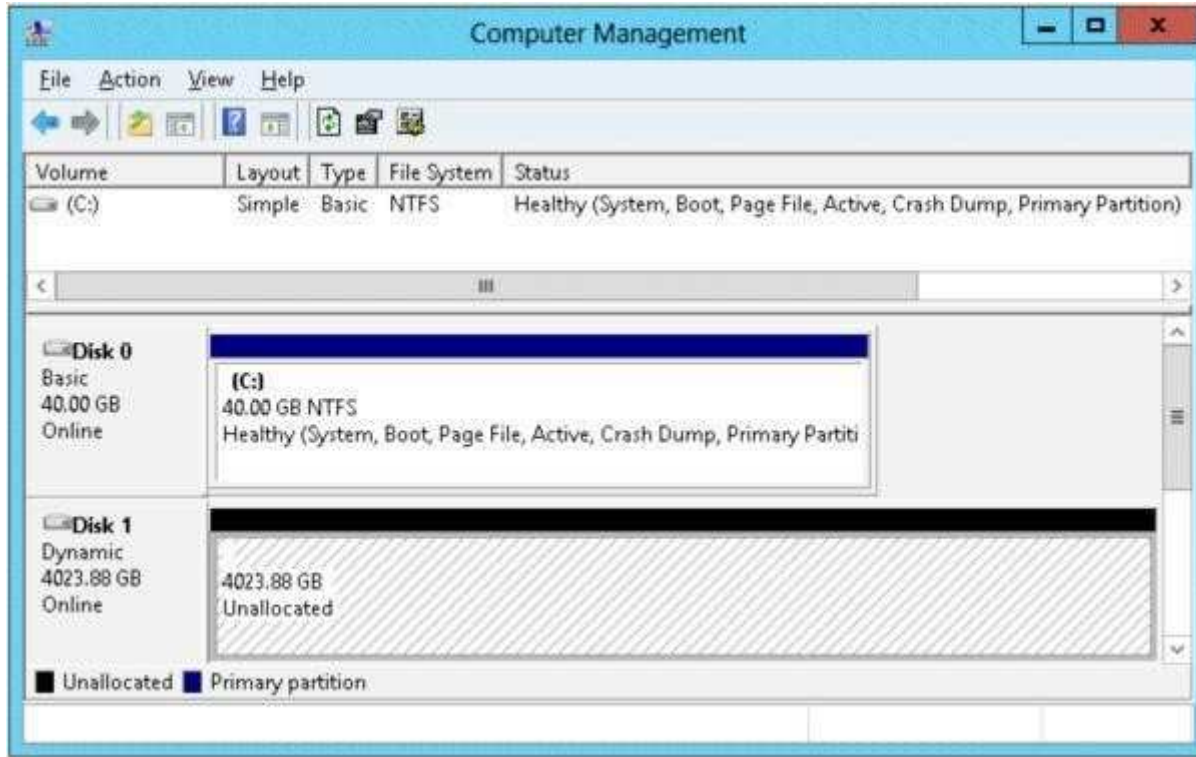 Computer Management
File Action View Help
Volume Layout Type File System Status
(C:) Simple Basic NTFS Healthy (System, Boot, Page File, Active, Crash Dump, Primary Partition)
Disk 0
Basic
40.00 GB
Online
(C:)
40.00 GB NTFS
Healthy (System, Boot, Page File, Active, Crash Dump, Primary Partiti
Disk 1
Dynamic
4023.88 GB
Online
4023.88 GB
Unallocated
Unallocated Primary partition